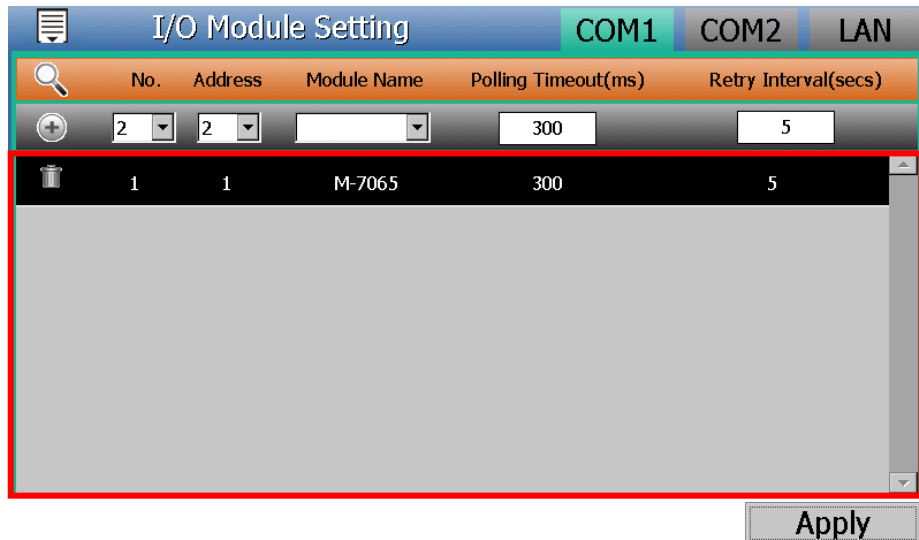 I/O Module Setting COM1 COM2 LAN
No. Address Module Name Polling Timeout(ms) Retry Interval(secs)
2 2 300 5
1 1 M-7065 300 5
Apply